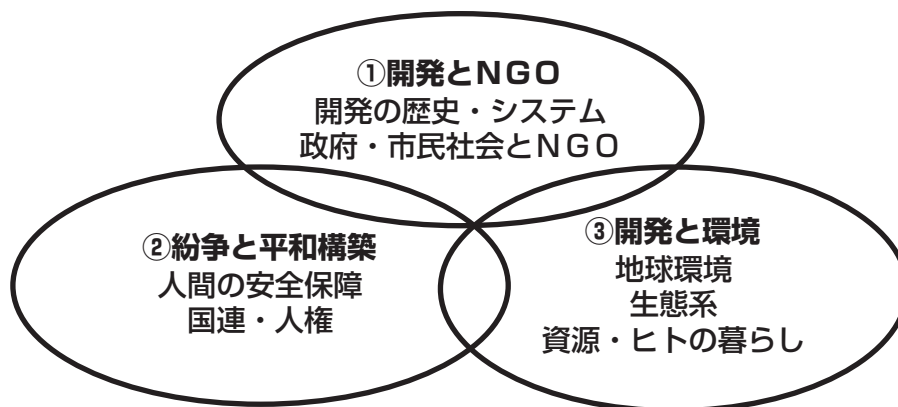 ①開発とNGO
開発の歴史・システム
政府・市民社会とNGO
②紛争と平和構築
人間の安全保障
国連・人権
③開発と環境
地球環境
生態系
資源・ヒトの暮らし